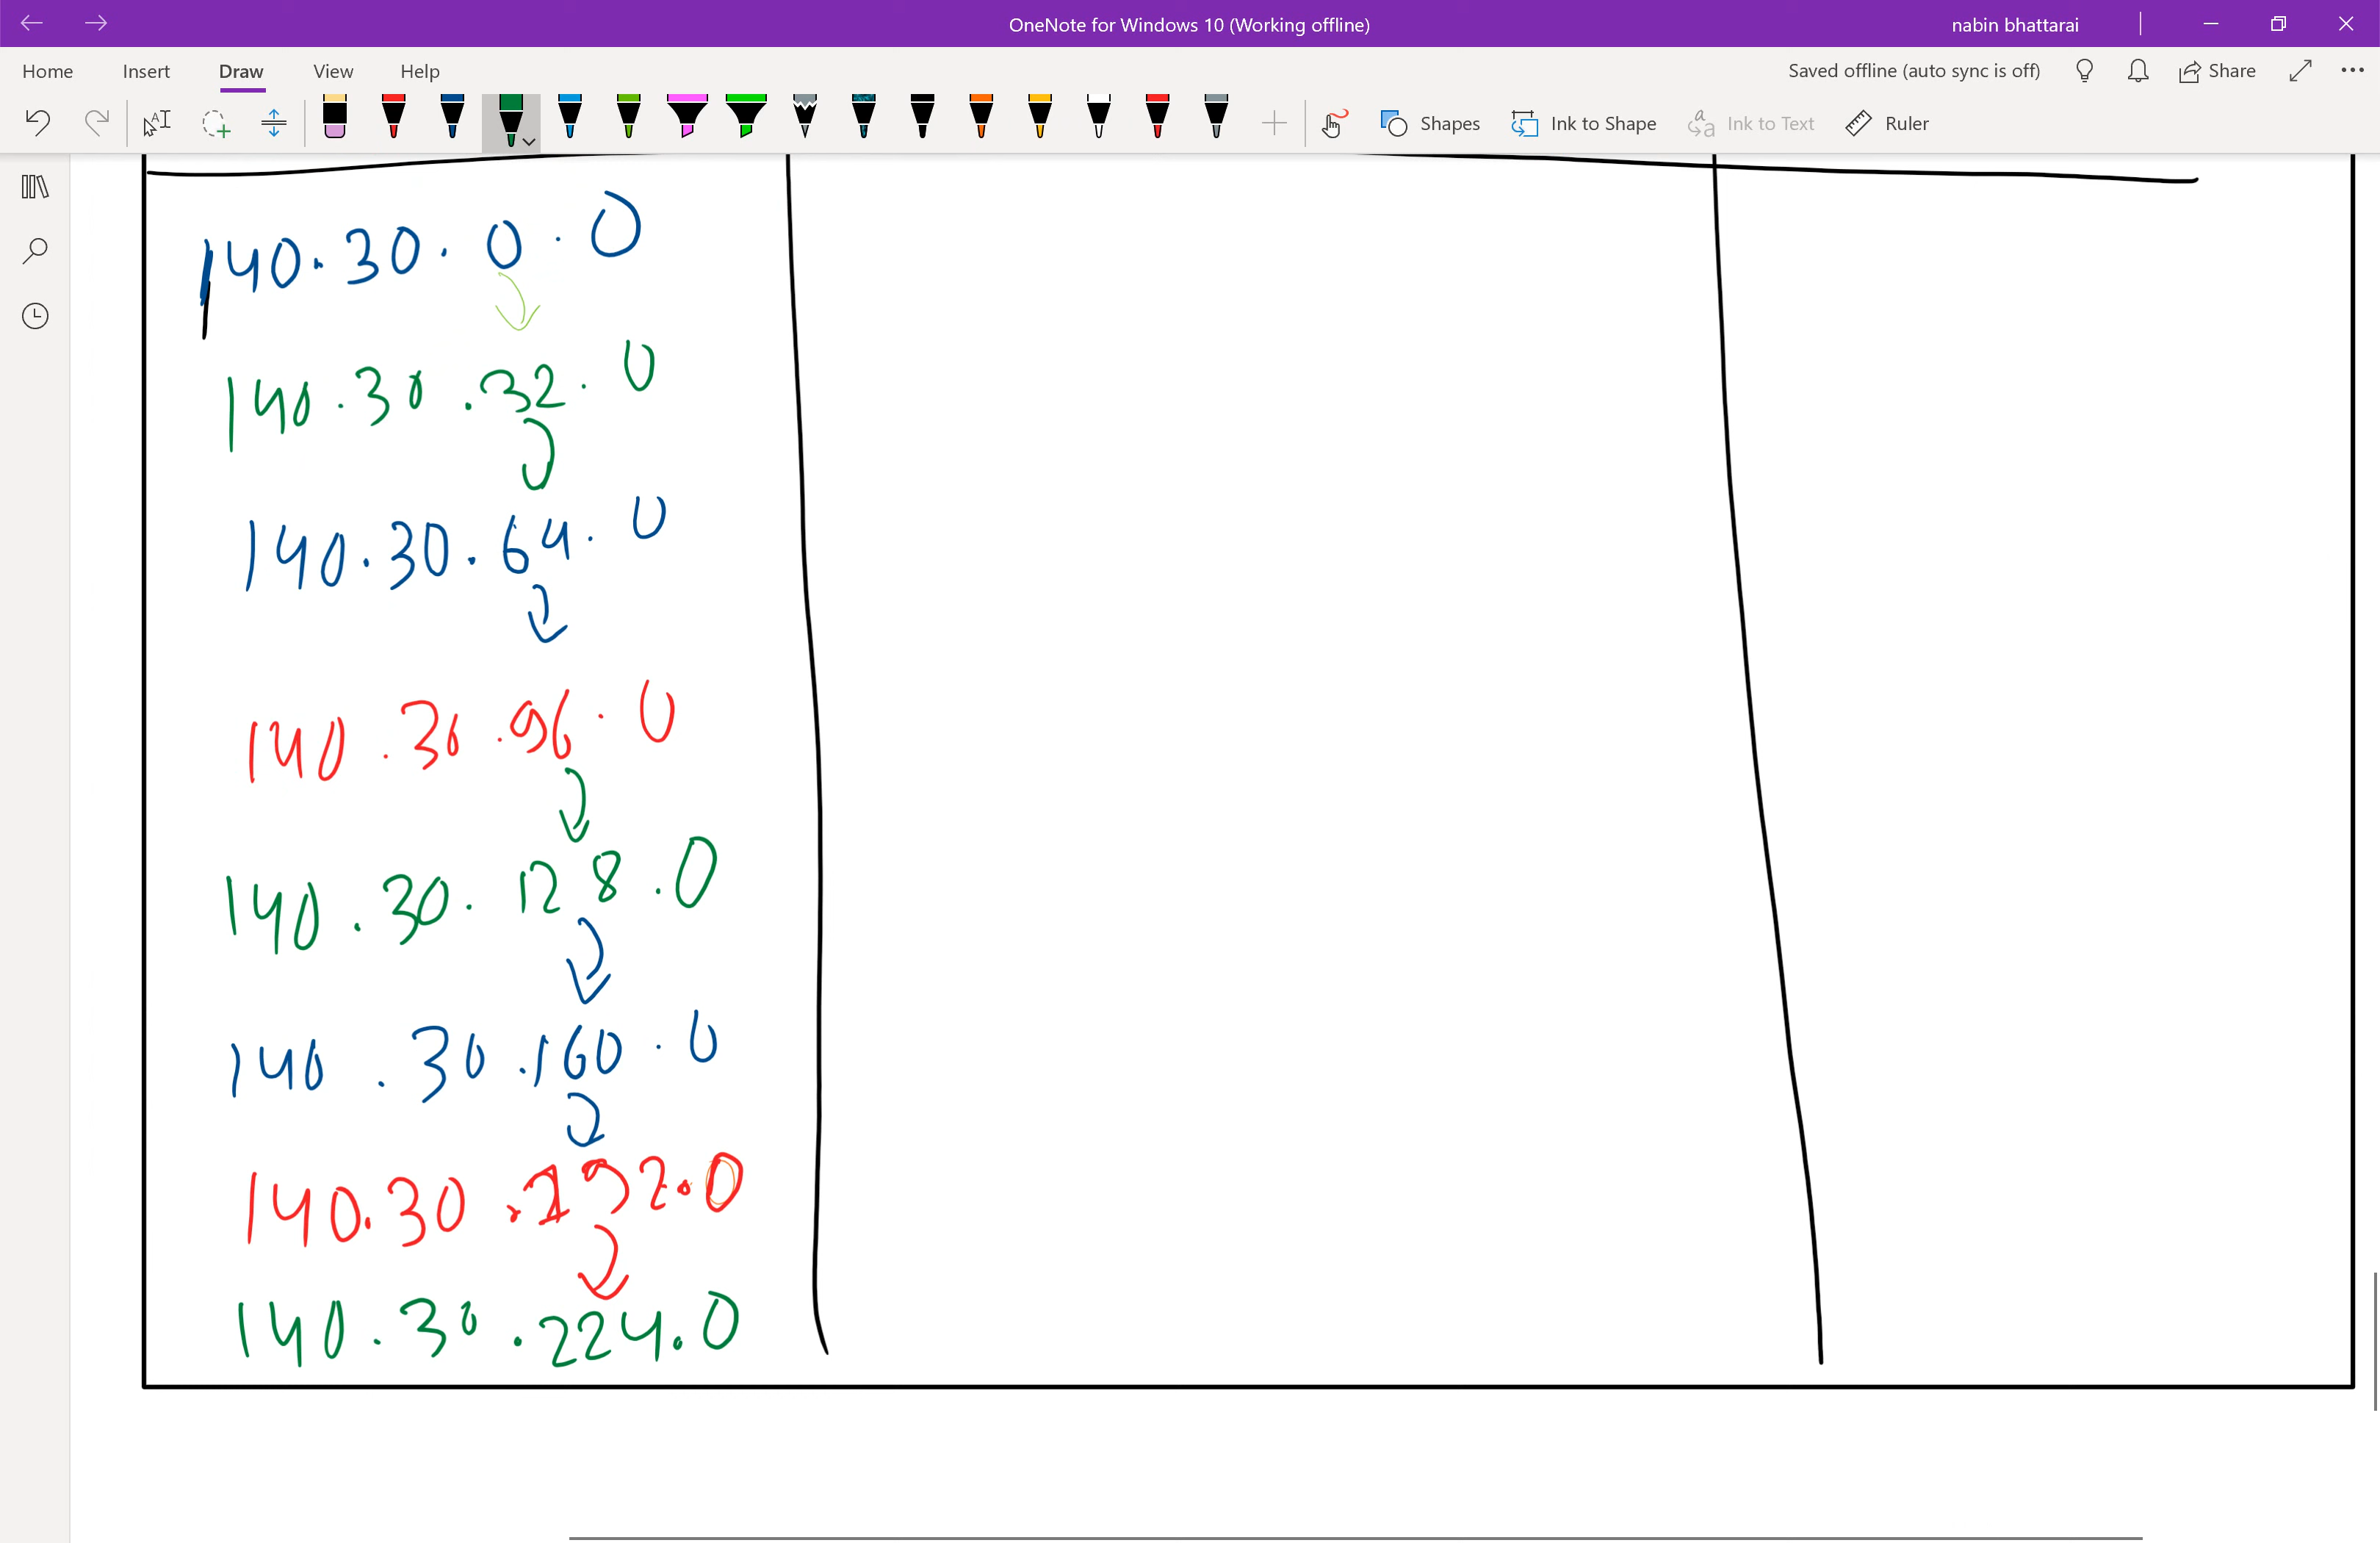 OneNote for Windows 10 (Working offline)
nabin bhattarai
Home Insert Draw View Help
Saved offline (auto sync is off)
Share
Shapes
Ink to Shape
Ink to Text
Ruler
140.30.0.0
140.30.32.0
140.30.64.0
140.30.96.0
140.30.128.0
140.30.160.0
140.30.192.0
140.30.224.0